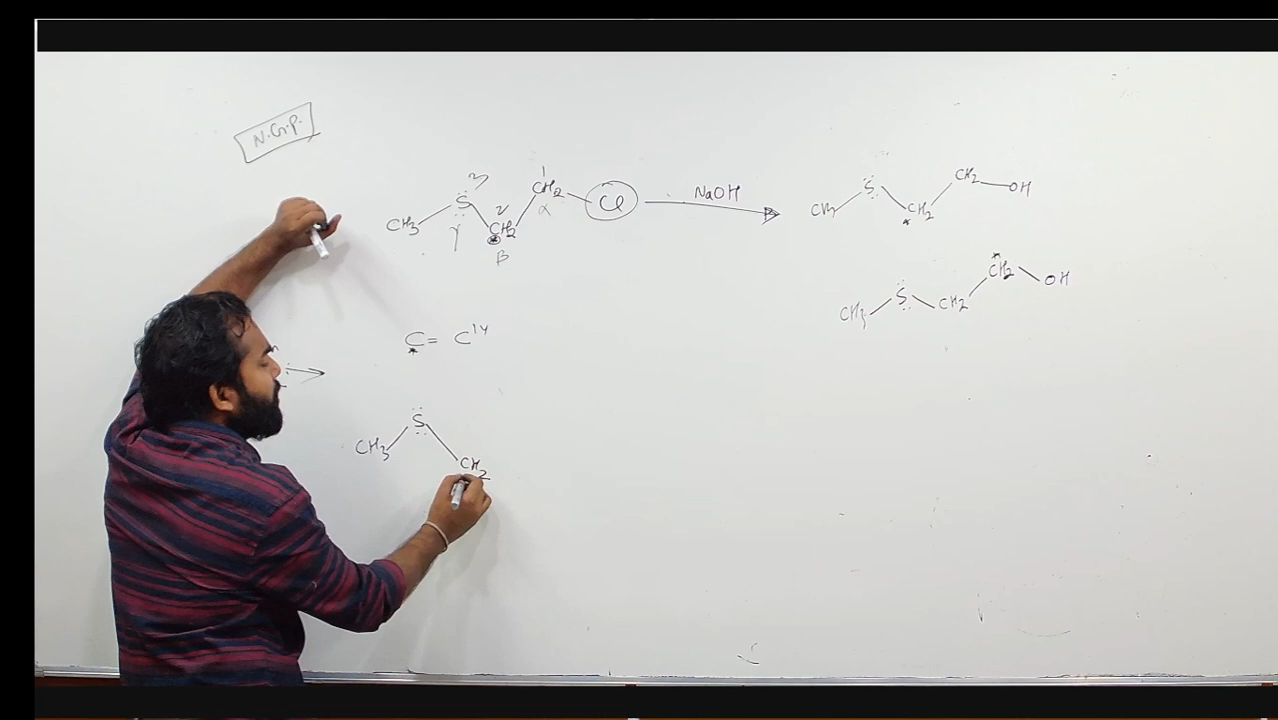 N.G.P.
CH3 S CH2 CH2 Cl NaOH CH3 S CH2 CH2 OH
3 2 1
γ β α
CH3 S CH2 CH2 OH
C = C14
CH3 S CH2